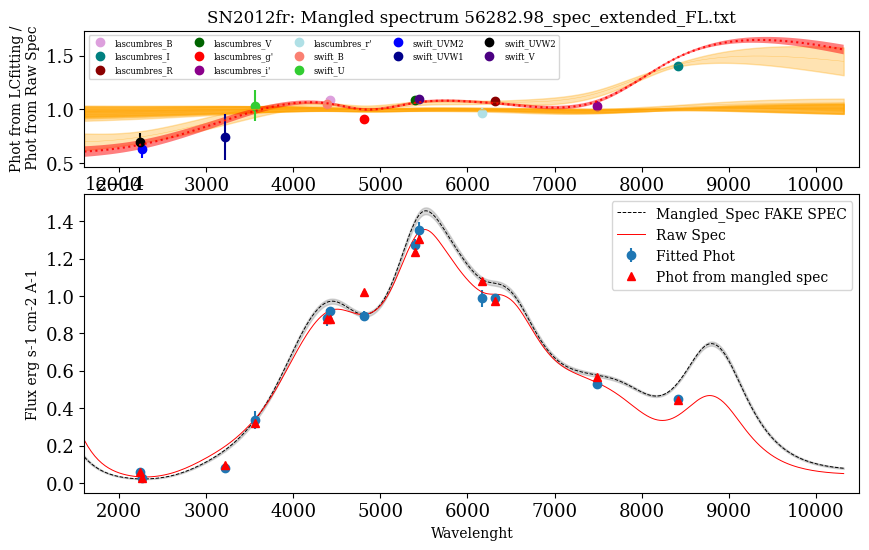 SN2012fr: Mangled spectrum 56282.98_spec_extended_FL.txt
Phot from LCfitting /
Phot from Raw Spec
1.5
1.0
0.5
lascumbres_B
lascumbres_I
lascumbres_R
lascumbres_V
lascumbres_g'
lascumbres_i'
lascumbres_r'
swift_B
swift_U
swift_UVM2
swift_UVW1
swift_UVW2
swift_V
2000 3000 4000 5000 6000 7000 8000 9000 10000
1e−14
Flux erg s-1 cm-2 A-1
1.4
1.2
1.0
0.8
0.6
0.4
0.2
0.0
Mangled_Spec FAKE SPEC
Raw Spec
Fitted Phot
Phot from mangled spec
2000 3000 4000 5000 6000 7000 8000 9000 10000
Wavelenght